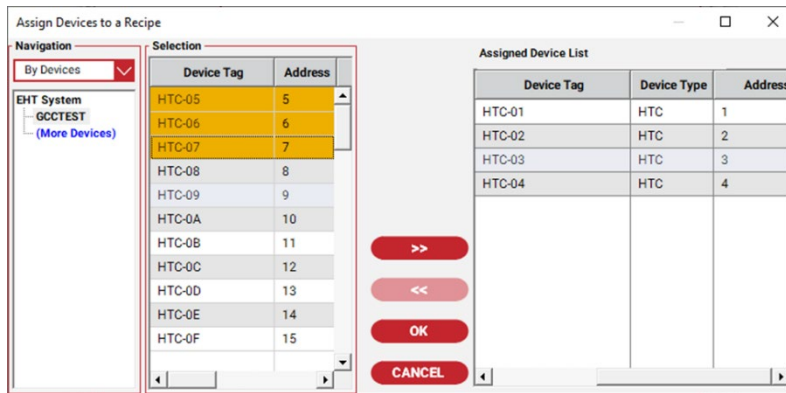 Assign Devices to a Recipe
Navigation
By Devices
EHT System
GCCTEST
(More Devices)
Selection
Device Tag Address
HTC-05 5
HTC-06 6
HTC-07 7
HTC-08 8
HTC-09 9
HTC-0A 10
HTC-0B 11
HTC-0C 12
HTC-0D 13
HTC-0E 14
HTC-0F 15
>>
<<
OK
CANCEL
Assigned Device List
Device Tag Device Type Address
HTC-01 HTC 1
HTC-02 HTC 2
HTC-03 HTC 3
HTC-04 HTC 4